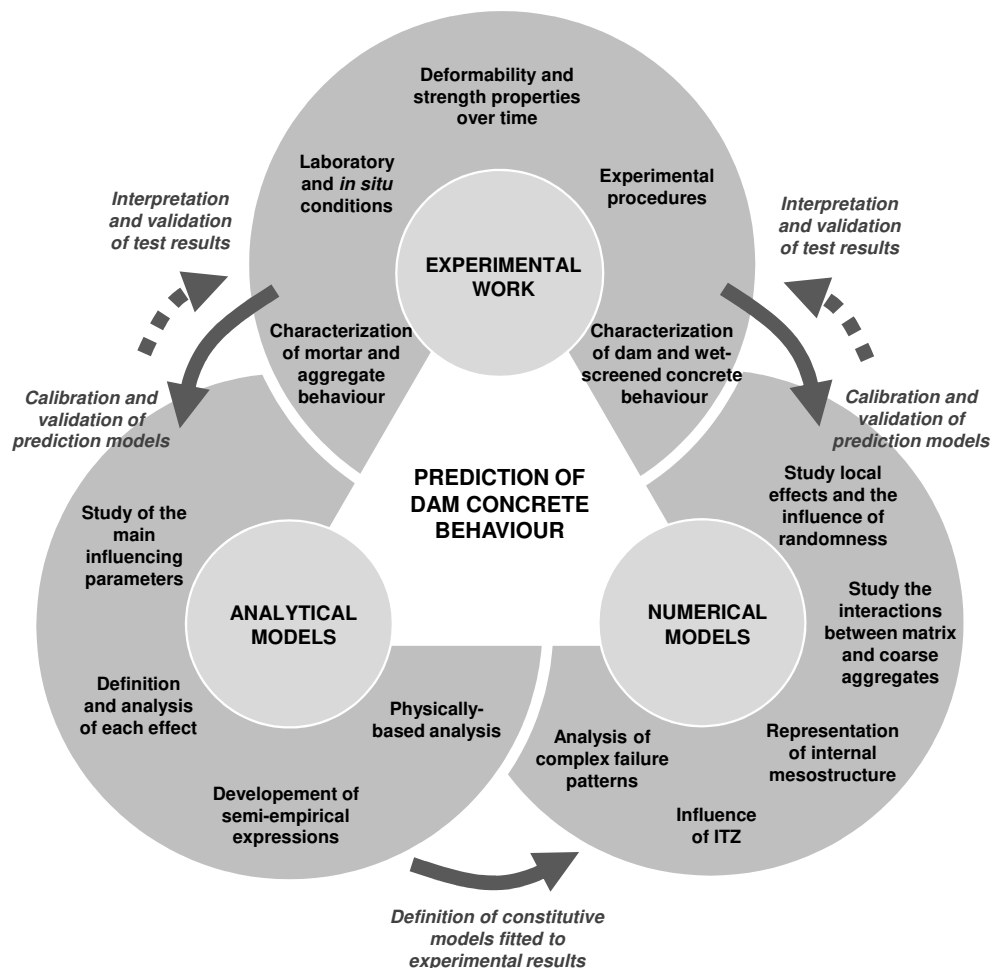 Deformability and
strength properties
over time
Laboratory
and in situ
conditions
Experimental
procedures
Interpretation
and validation
of test results
Interpretation
and validation
of test results
EXPERIMENTAL
WORK
Characterization
of mortar and
aggregate
behaviour
Characterization
of dam and wet-
screened concrete
behaviour
Calibration and
validation of
prediction models
Calibration and
validation of
prediction models
PREDICTION OF
DAM CONCRETE
BEHAVIOUR
Study of the
main
influencing
parameters
ANALYTICAL
MODELS
Definition
and analysis
of each effect
Physically-
based analysis
Developement of
semi-empirical
expressions
Study local
effects and the
influence of
randomness
NUMERICAL
MODELS
Study the
interactions
between matrix
and coarse
aggregates
Representation
of internal
mesostructure
Analysis of
complex failure
patterns
Influence
of ITZ
Definition of constitutive
models fitted to
experimental results